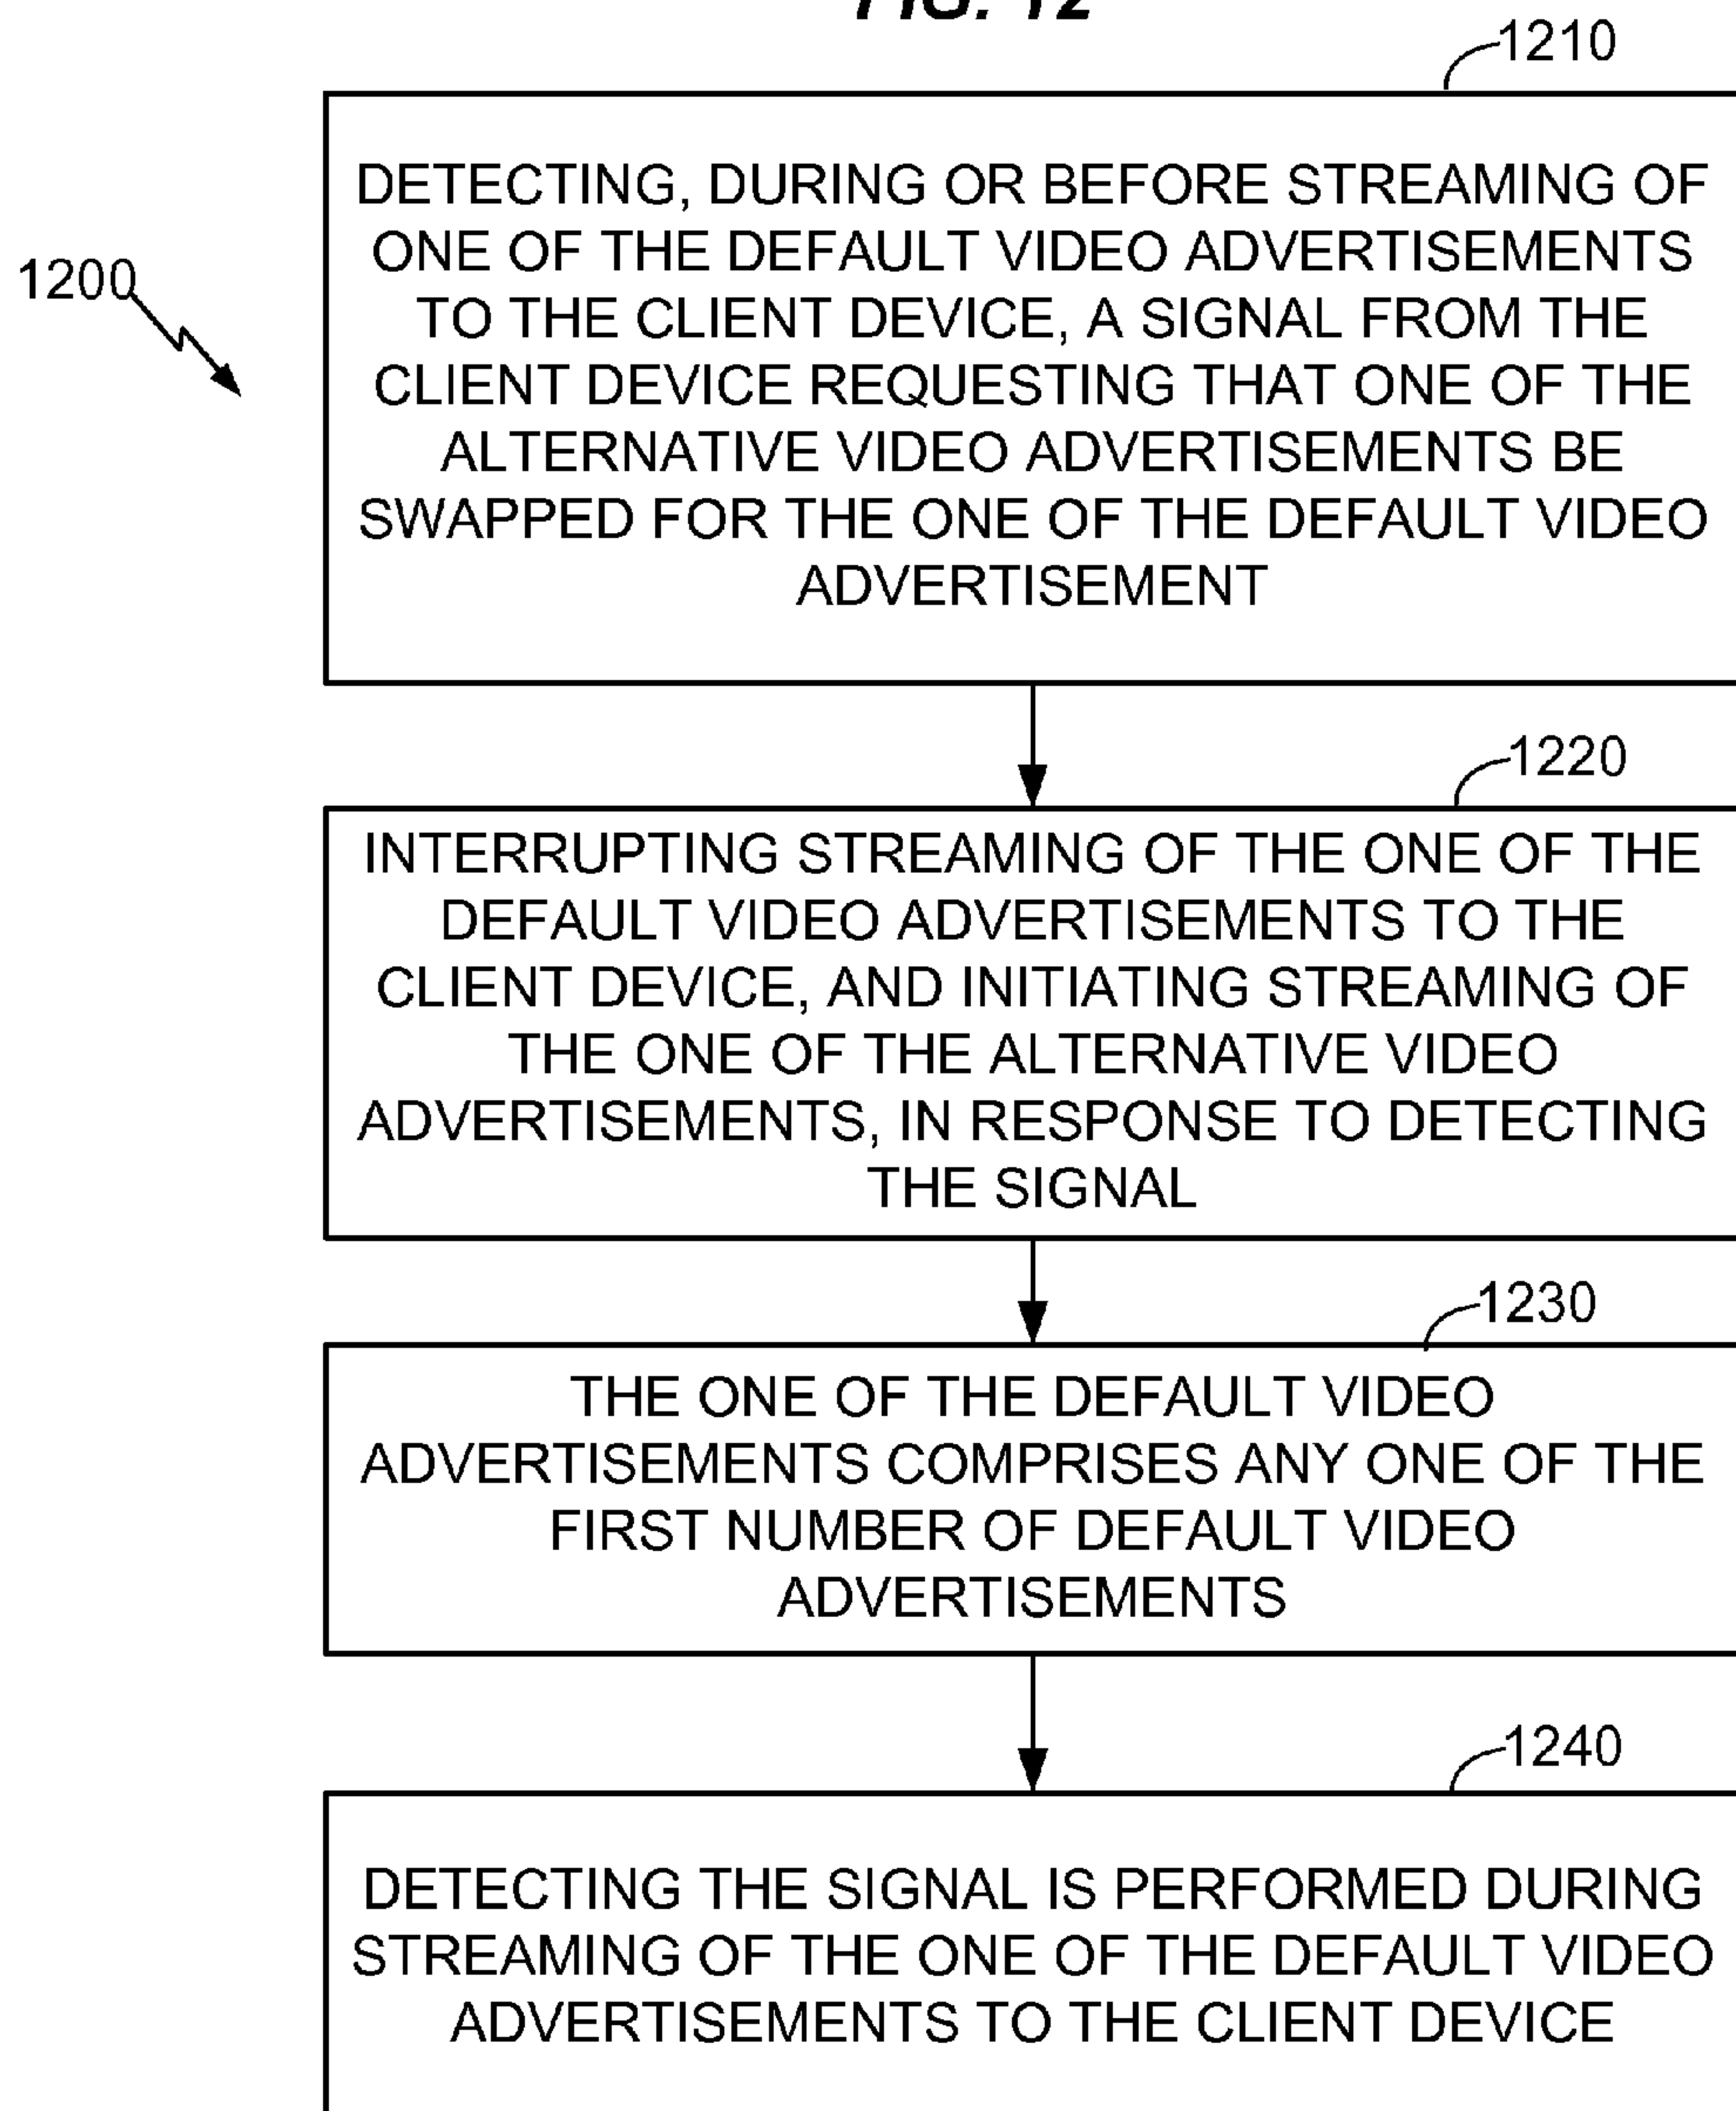 FIG. 12
1210
DETECTING, DURING OR BEFORE STREAMING OF
ONE OF THE DEFAULT VIDEO ADVERTISEMENTS
TO THE CLIENT DEVICE, A SIGNAL FROM THE
CLIENT DEVICE REQUESTING THAT ONE OF THE
ALTERNATIVE VIDEO ADVERTISEMENTS BE
SWAPPED FOR THE ONE OF THE DEFAULT VIDEO
ADVERTISEMENT
1200
1220
INTERRUPTING STREAMING OF THE ONE OF THE
DEFAULT VIDEO ADVERTISEMENTS TO THE
CLIENT DEVICE, AND INITIATING STREAMING OF
THE ONE OF THE ALTERNATIVE VIDEO
ADVERTISEMENTS, IN RESPONSE TO DETECTING
THE SIGNAL
1230
THE ONE OF THE DEFAULT VIDEO
ADVERTISEMENTS COMPRISES ANY ONE OF THE
FIRST NUMBER OF DEFAULT VIDEO
ADVERTISEMENTS
1240
DETECTING THE SIGNAL IS PERFORMED DURING
STREAMING OF THE ONE OF THE DEFAULT VIDEO
ADVERTISEMENTS TO THE CLIENT DEVICE